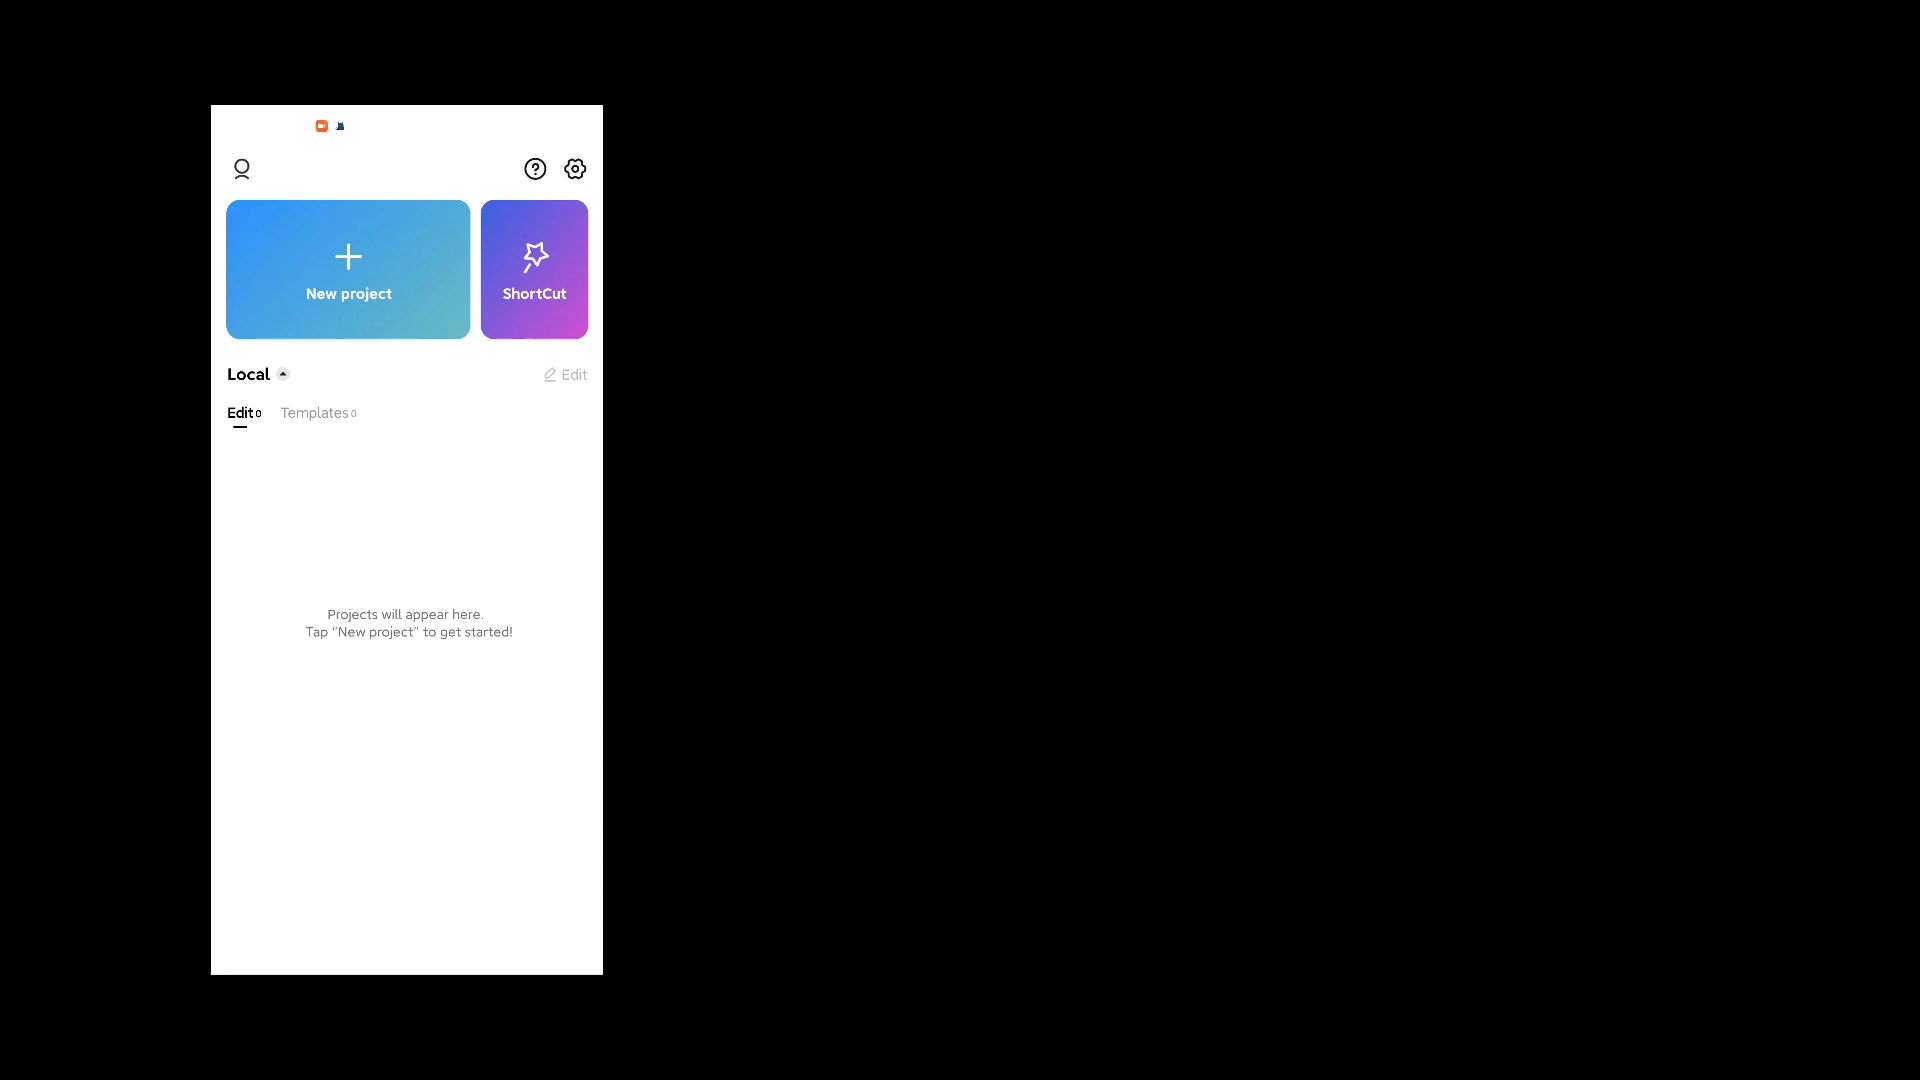 New project
ShortCut
Local
Edit
Edit 0
Templates 0
Projects will appear here.
Tap "New project" to get started!